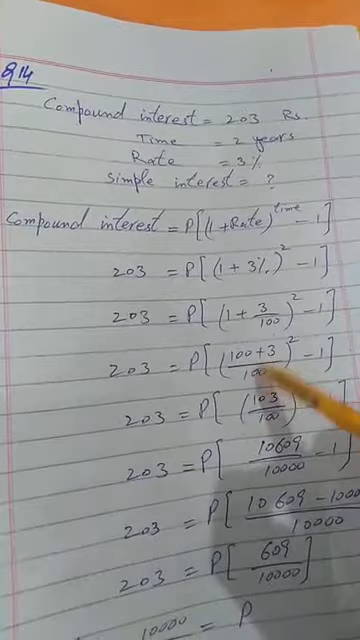 Q14
Compound interest = 203 Rs.
Time = 2 years
Rate = 3%
Simple interest = ?
Compound interest = P[(1+Rate)^time - 1]
203 = P[(1 + 3%)^2 - 1]
203 = P[(1 + 3/100)^2 - 1]
203 = P[((100+3)/100)^2 - 1]
203 = P[(103/100)
203 = P[10609/10000 - 1
203 = P[(10609 - 1000)/10000
203 = P[609/10000]
10000 = P